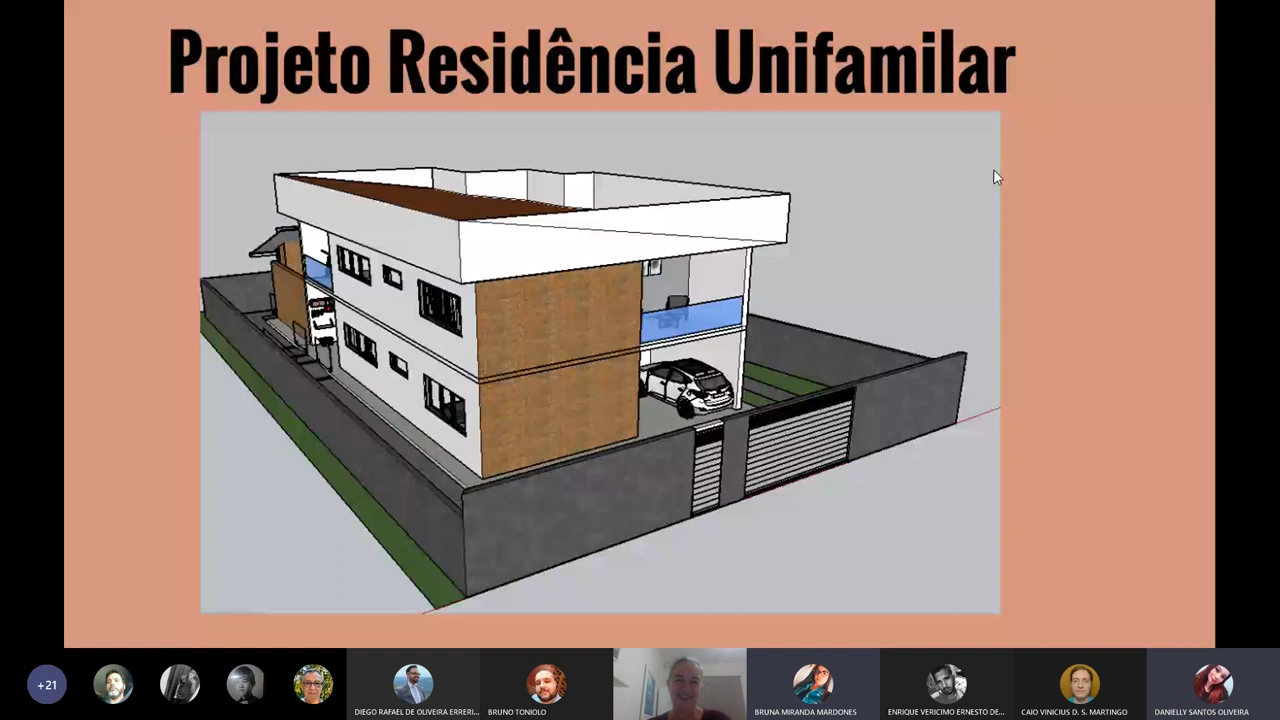 Projeto Residência Unifamilar
+21
DIEGO RAFAEL DE OLIVEIRA ERRERI...
BRUNO TONIOLO
BRUNA MIRANDA MARDONES
ENRIQUE VERICIMO ERNESTO DE...
CAIO VINICIUS D. S. MARTINGO
DANIELLY SANTOS OLIVEIRA